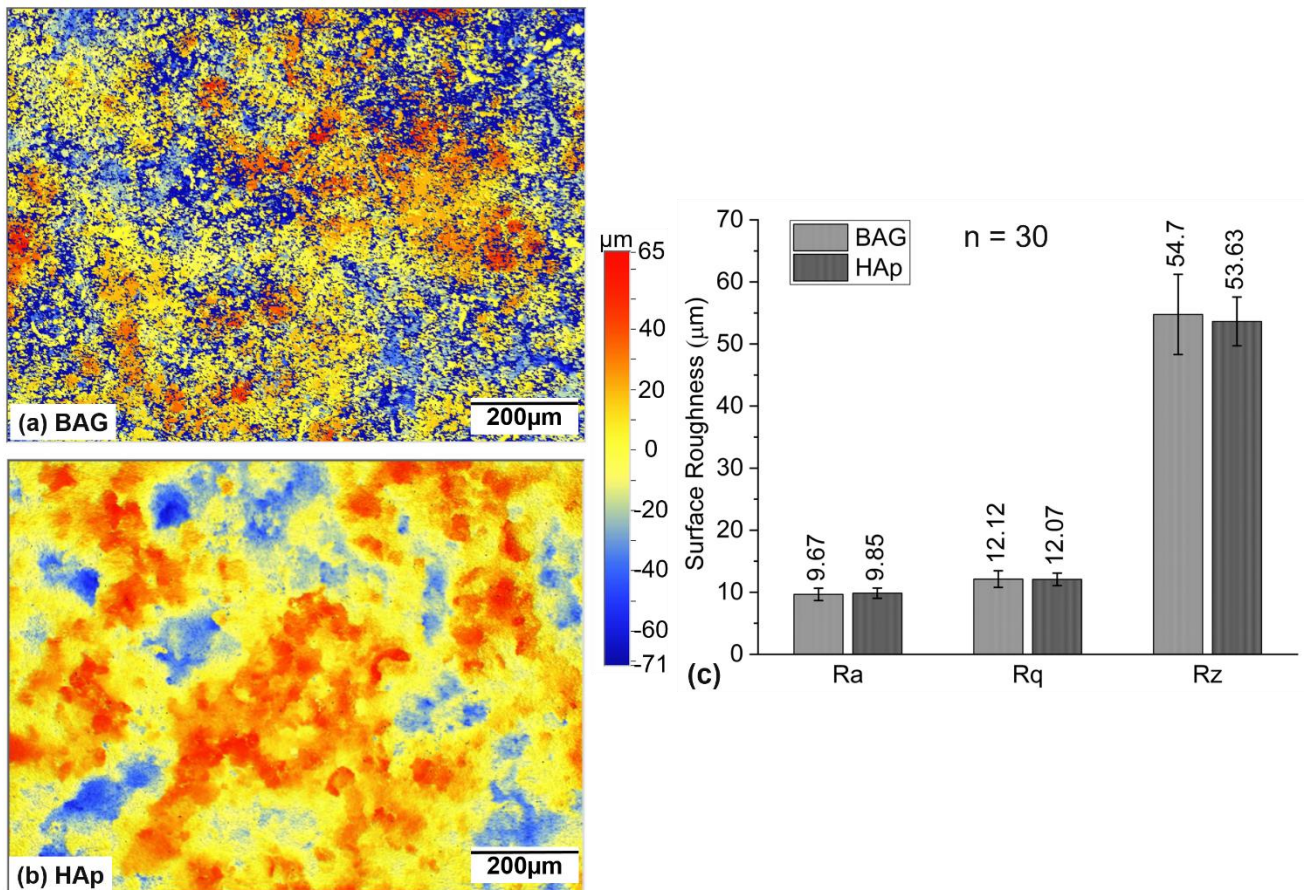 (a) BAG
200μm
(b) HAp
200μm
μm
65
40
20
0
-20
-40
-60
-71
Surface Roughness (μm)
70
60
50
40
30
20
10
0
BAG
HAp
n = 30
9.67
9.85
12.12
12.07
54.7
53.63
Ra
Rq
Rz
(c)